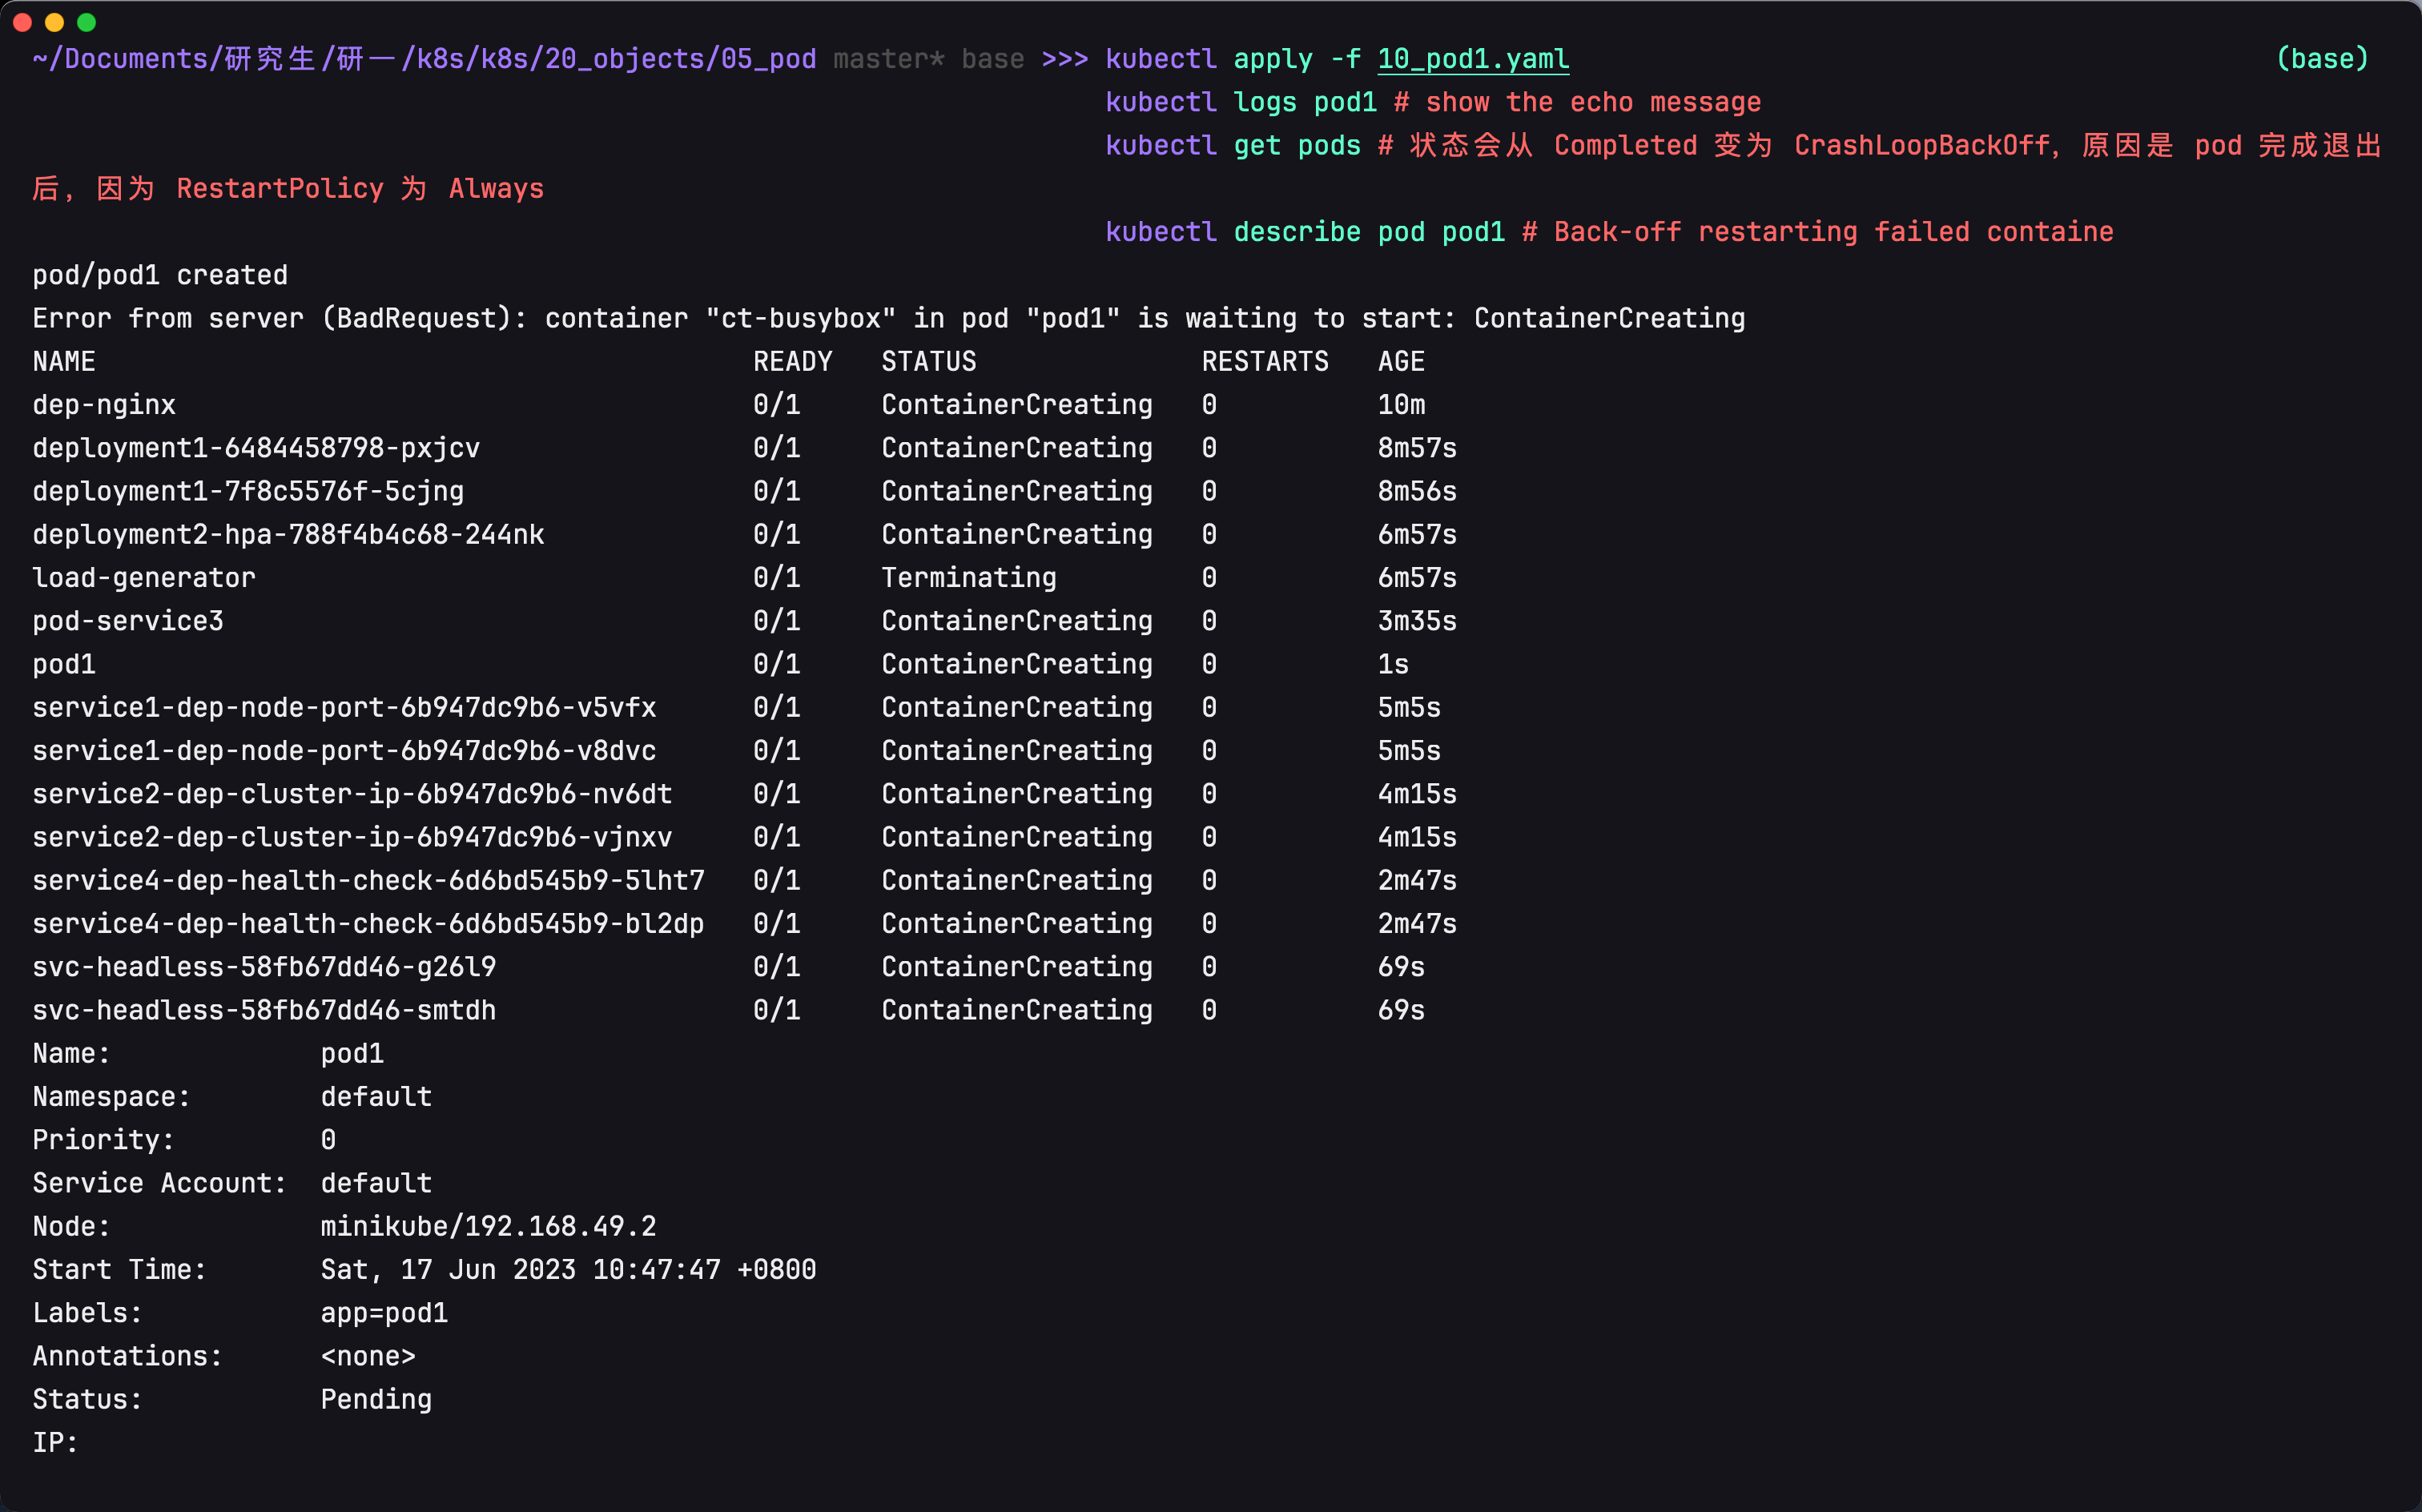 ~/Documents/研究生/研一/k8s/k8s/20_objects/05_pod master* base >>> kubectl apply -f 10_pod1.yaml (base)
kubectl logs pod1 # show the echo message
kubectl get pods # 状态会从 Completed 变为 CrashLoopBackOff，原因是 pod 完成退出
后，因为 RestartPolicy 为 Always
kubectl describe pod pod1 # Back-off restarting failed containe
pod/pod1 created
Error from server (BadRequest): container "ct-busybox" in pod "pod1" is waiting to start: ContainerCreating
NAME READY STATUS RESTARTS AGE
dep-nginx 0/1 ContainerCreating 0 10m
deployment1-6484458798-pxjcv 0/1 ContainerCreating 0 8m57s
deployment1-7f8c5576f-5cjng 0/1 ContainerCreating 0 8m56s
deployment2-hpa-788f4b4c68-244nk 0/1 ContainerCreating 0 6m57s
load-generator 0/1 Terminating 0 6m57s
pod-service3 0/1 ContainerCreating 0 3m35s
pod1 0/1 ContainerCreating 0 1s
service1-dep-node-port-6b947dc9b6-v5vfx 0/1 ContainerCreating 0 5m5s
service1-dep-node-port-6b947dc9b6-v8dvc 0/1 ContainerCreating 0 5m5s
service2-dep-cluster-ip-6b947dc9b6-nv6dt 0/1 ContainerCreating 0 4m15s
service2-dep-cluster-ip-6b947dc9b6-vjnxv 0/1 ContainerCreating 0 4m15s
service4-dep-health-check-6d6bd545b9-5lht7 0/1 ContainerCreating 0 2m47s
service4-dep-health-check-6d6bd545b9-bl2dp 0/1 ContainerCreating 0 2m47s
svc-headless-58fb67dd46-g26l9 0/1 ContainerCreating 0 69s
svc-headless-58fb67dd46-smtdh 0/1 ContainerCreating 0 69s
Name: pod1
Namespace: default
Priority: 0
Service Account: default
Node: minikube/192.168.49.2
Start Time: Sat, 17 Jun 2023 10:47:47 +0800
Labels: app=pod1
Annotations: <none>
Status: Pending
IP: